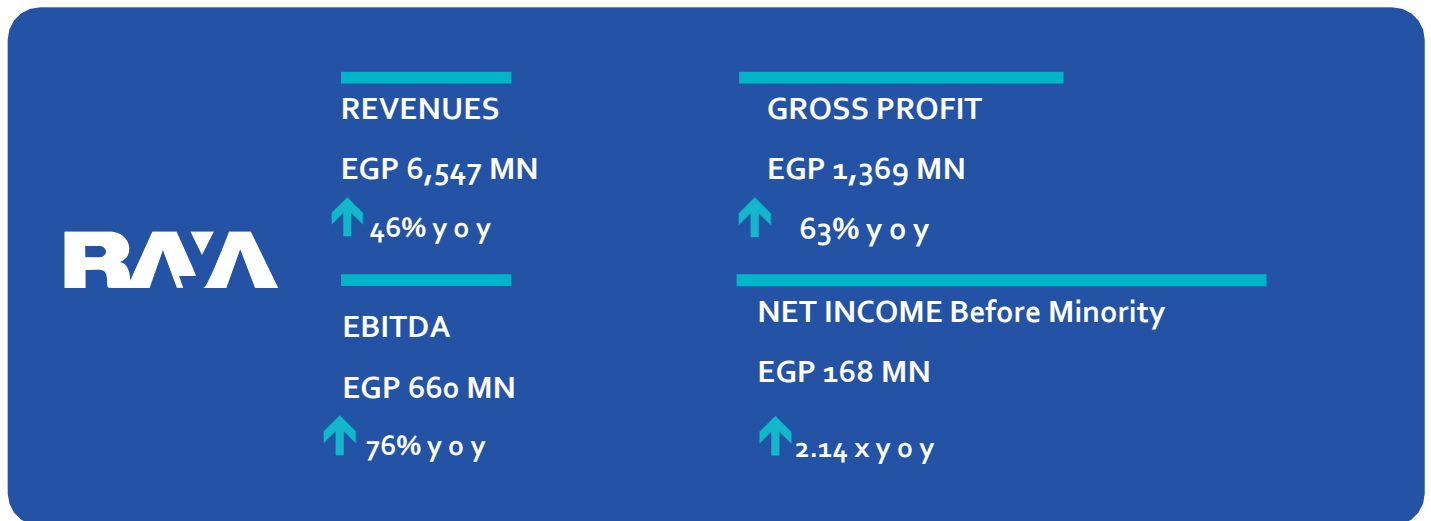 RAYA
REVENUES
EGP 6,547 MN
46% y o y
GROSS PROFIT
EGP 1,369 MN
63% y o y
EBITDA
EGP 660 MN
76% y o y
NET INCOME Before Minority
EGP 168 MN
2.14 x y o y